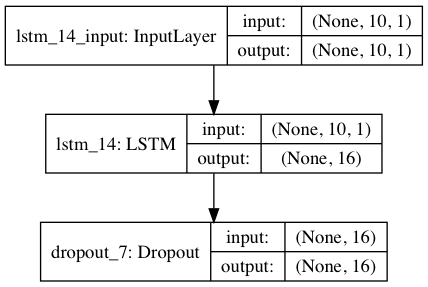 lstm_14_input: InputLayer
input: (None, 10, 1)
output: (None, 10, 1)
lstm_14: LSTM
input: (None, 10, 1)
output: (None, 16)
dropout_7: Dropout
input: (None, 16)
output: (None, 16)